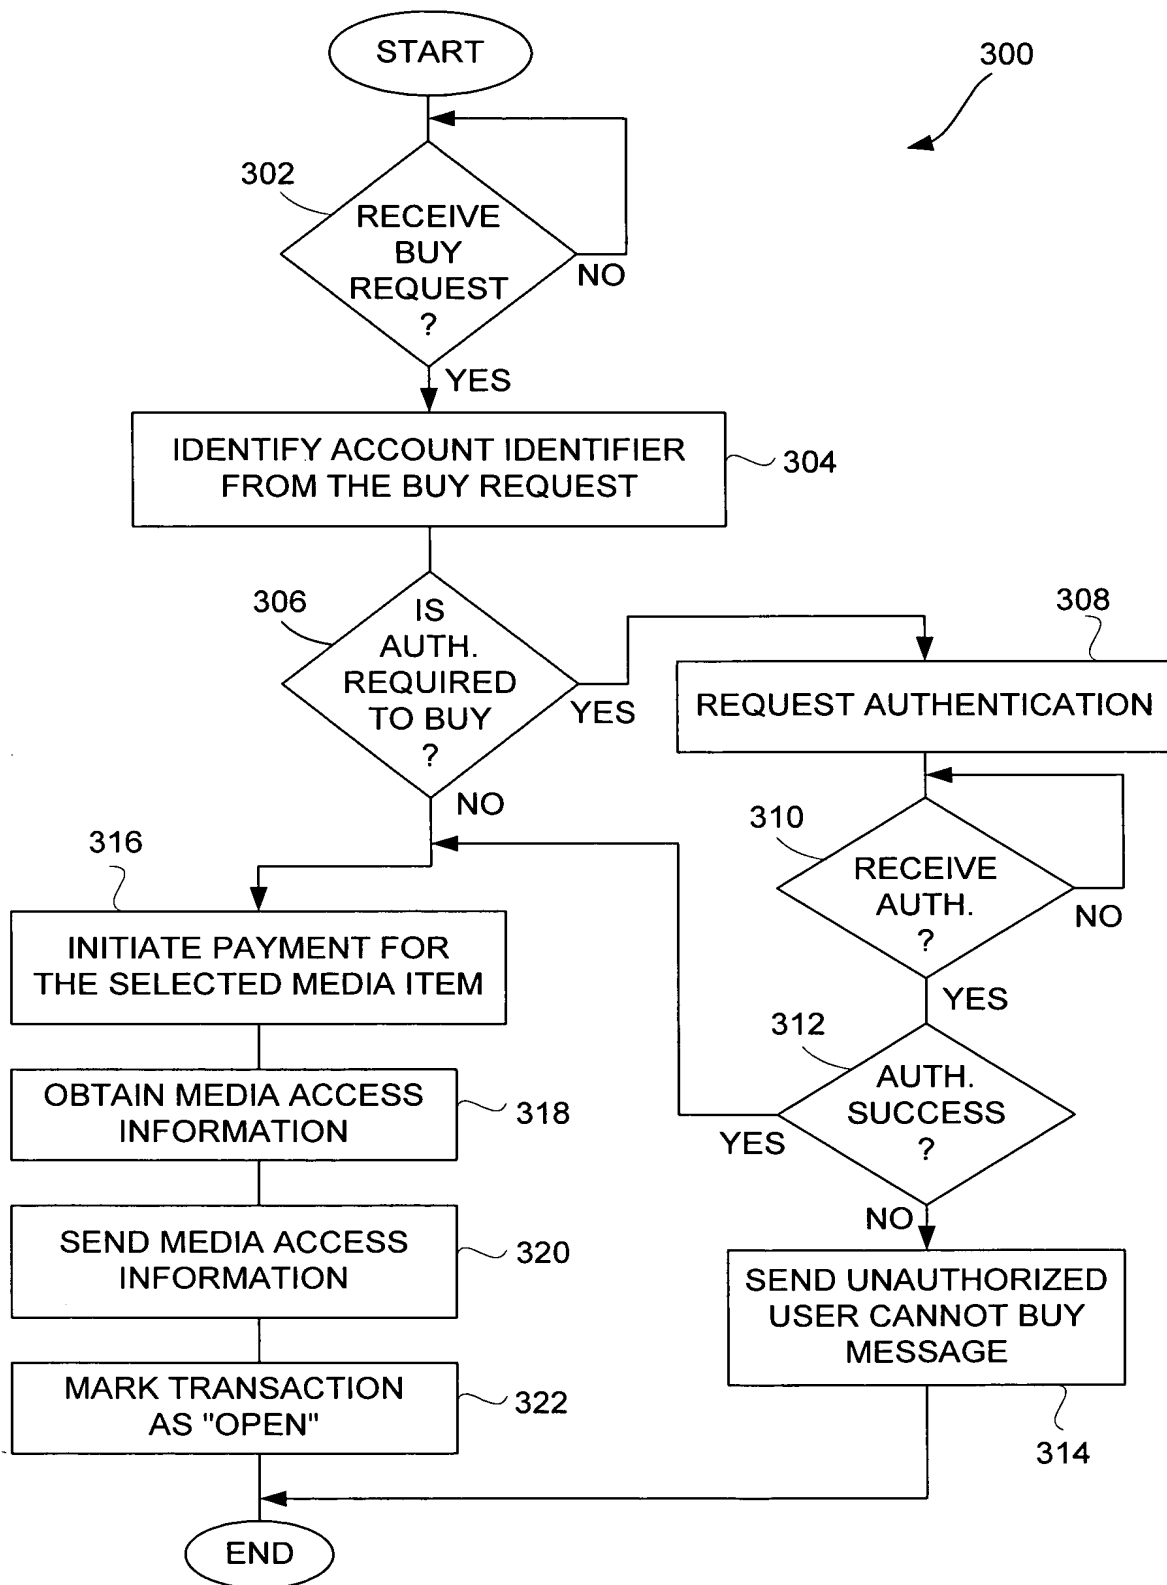 START
300
302
RECEIVE
BUY
REQUEST
?
NO
YES
IDENTIFY ACCOUNT IDENTIFIER
FROM THE BUY REQUEST
304
306
IS
AUTH.
REQUIRED
TO BUY
?
YES
NO
308
REQUEST AUTHENTICATION
310
RECEIVE
AUTH.
?
NO
YES
312
AUTH.
SUCCESS
?
YES
NO
SEND UNAUTHORIZED
USER CANNOT BUY
MESSAGE
314
316
INITIATE PAYMENT FOR
THE SELECTED MEDIA ITEM
OBTAIN MEDIA ACCESS
INFORMATION
318
SEND MEDIA ACCESS
INFORMATION
320
MARK TRANSACTION
AS "OPEN"
322
END